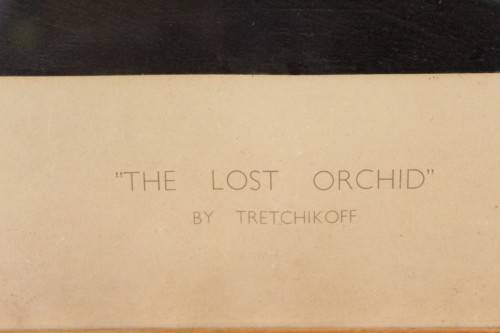 "THE LOST ORCHID"
BY TRETCHIKOFF